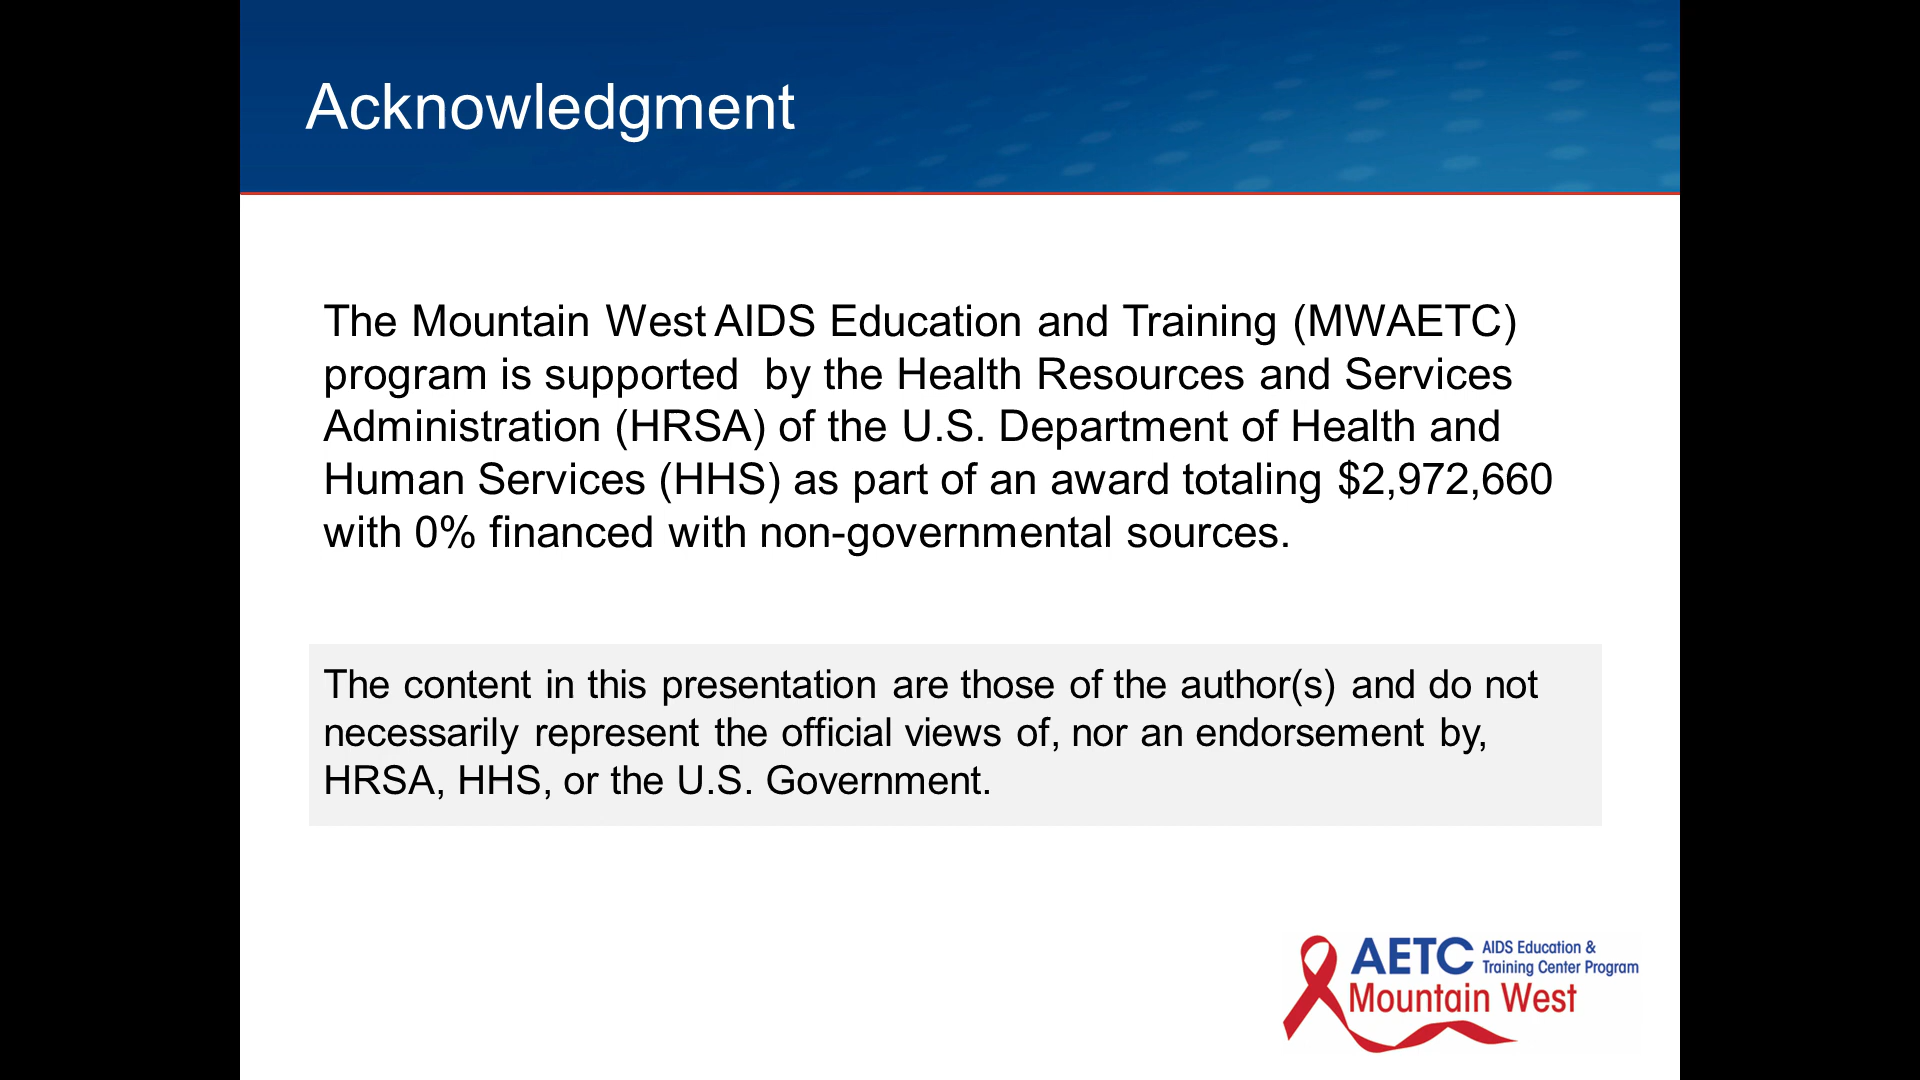 Acknowledgment
The Mountain West AIDS Education and Training (MWAETC)
program is supported  by the Health Resources and Services
Administration (HRSA) of the U.S. Department of Health and
Human Services (HHS) as part of an award totaling $2,972,660
with 0% financed with non-governmental sources.
The content in this presentation are those of the author(s) and do not
necessarily represent the official views of, nor an endorsement by,
HRSA, HHS, or the U.S. Government.
AETC AIDS Education &
Training Center Program
Mountain West